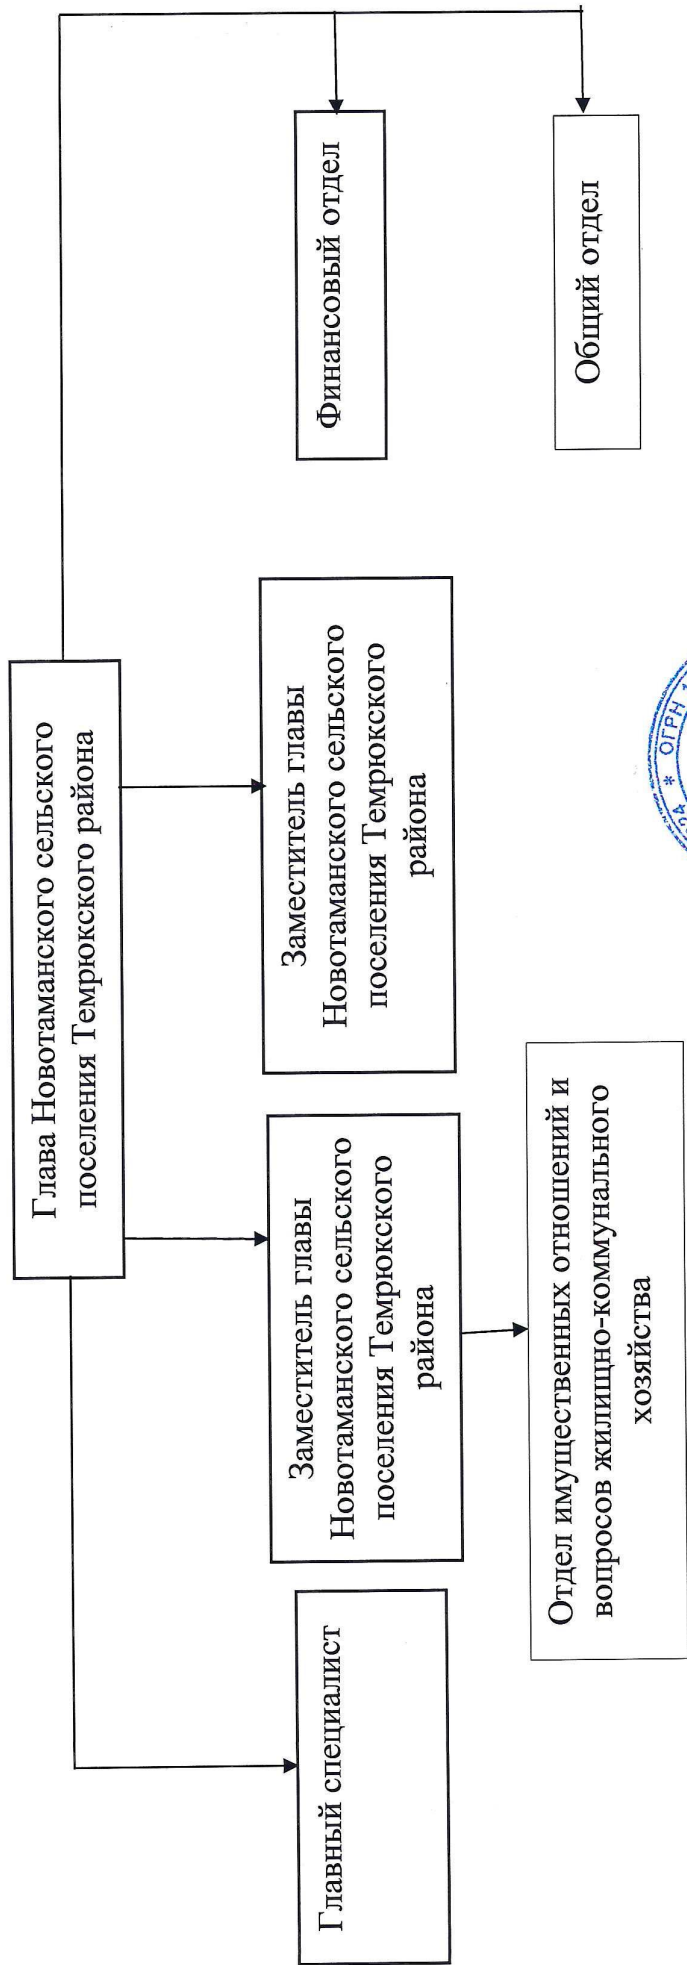 Глава Новотаманского сельского
поселения Темрюкского района
Главный специалист
Заместитель главы
Новотаманского сельского
поселения Темрюкского
района
Заместитель главы
Новотаманского сельского
поселения Темрюкского
района
Финансовый отдел
Отдел имущественных отношений и
вопросов жилищно-коммунального
хозяйства
Общий отдел
* ОГРН